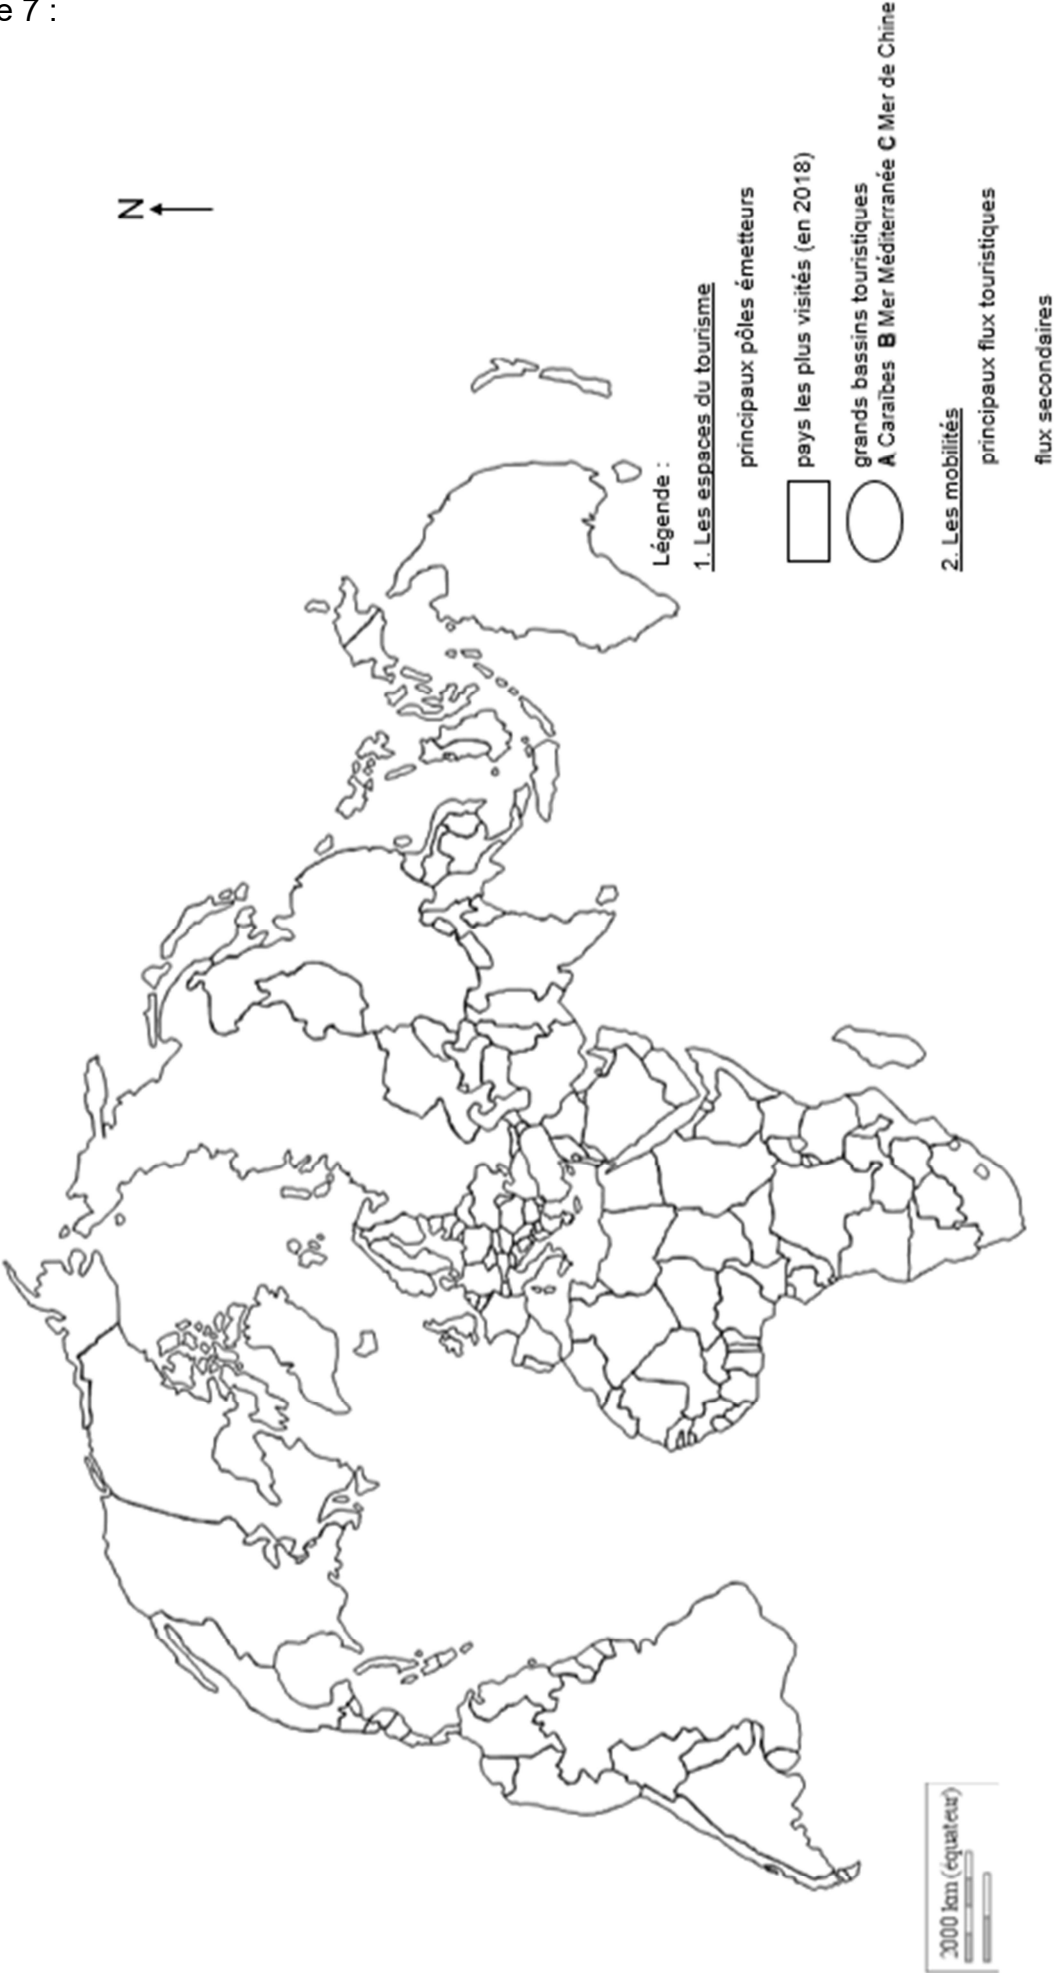 e 7 :
N
Légende :
1. Les espaces du tourisme
principaux pôles émetteurs
pays les plus visités (en 2018)
grands bassins touristiques
A Caraïbes B Mer Méditerranée C Mer de Chine
2. Les mobilités
principaux flux touristiques
flux secondaires
2000 km (équateur)